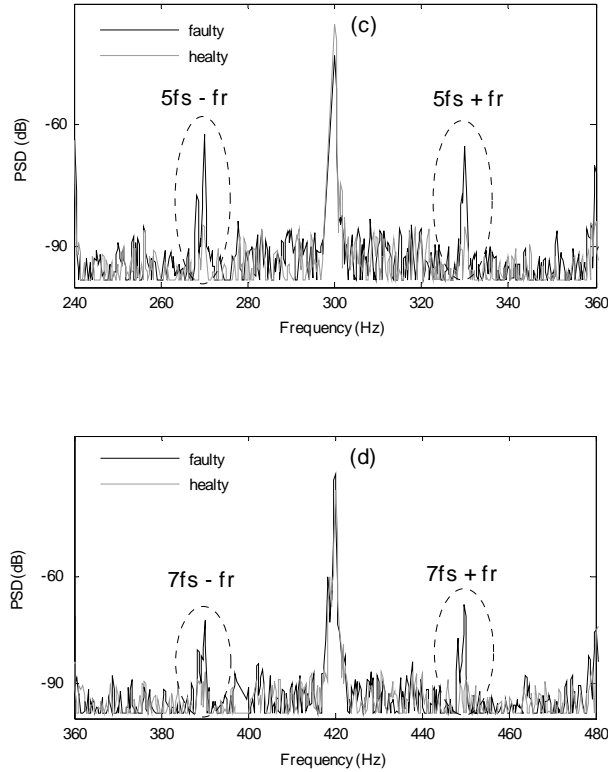 (c)
faulty
healty
5fs - fr
5fs + fr
-60
-90
PSD (dB)
240 260 280 300 320 340 360
Frequency (Hz)
(d)
faulty
healty
7fs - fr
7fs + fr
-60
-90
PSD (dB)
360 380 400 420 440 460 480
Frequency (Hz)